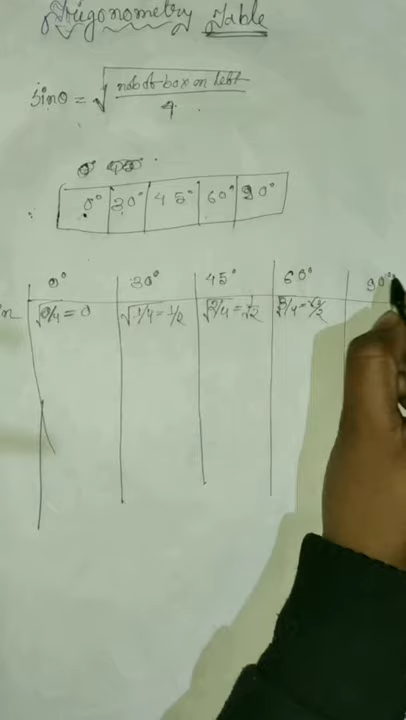 Trigonometry Table
sinθ = √no. of box on left/4
0° 30° 45° 60° 90°
0° 30° 45° 60° 90°
√0/4 = 0 √1/4 = 1/2 √2/4 = 1/√2 √3/4 = √3/2